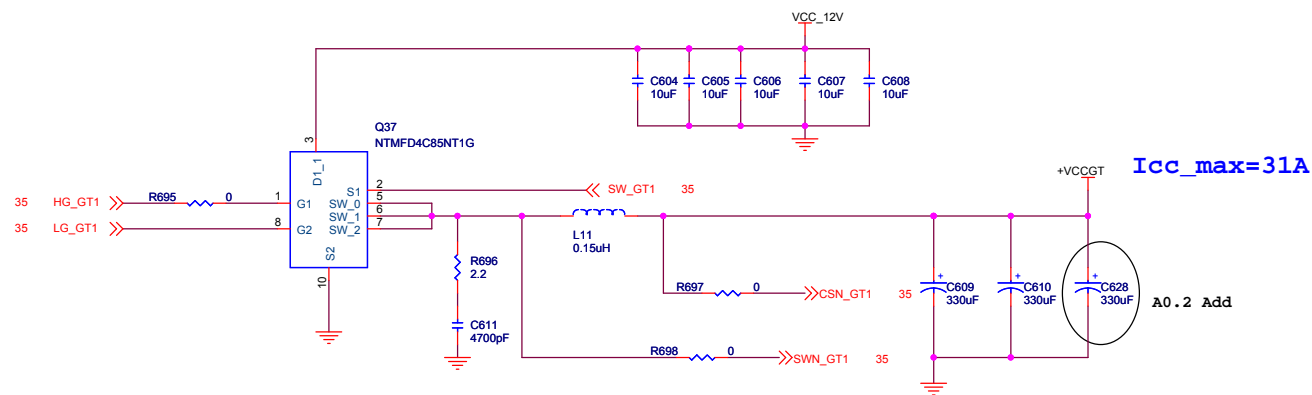 VCC_12V
C604
10uF
C605
10uF
C606
10uF
C607
10uF
C608
10uF
Q37
NTMFD4C85NT1G
3
D1_1
Icc_max=31A
+VCCGT
35 HG_GT1
R695 0
1 G1
S1 2
SW_GT1 35
SW_0 5
SW_1 6
SW_2 7
35 LG_GT1
8 G2
S2
10
L11
0.15uH
R696
2.2
R697 0
CSN_GT1 35
C609
330uF
C610
330uF
C628
330uF
A0.2 Add
C611
4700pF
R698 0
SWN_GT1 35
+
+
+